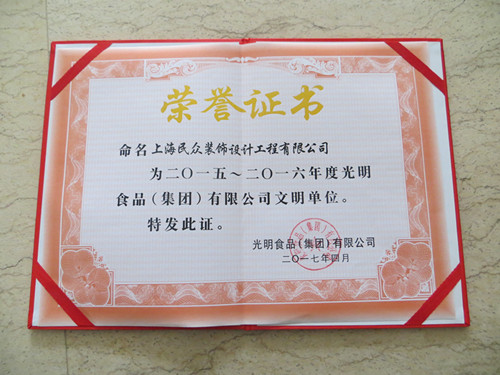 荣誉证书
命名上海民众装饰设计工程有限公司
为二〇一五～二〇一六年度光明
食品（集团）有限公司文明单位。
特发此证。
光明食品（集团）有限公司
二〇一七年四月